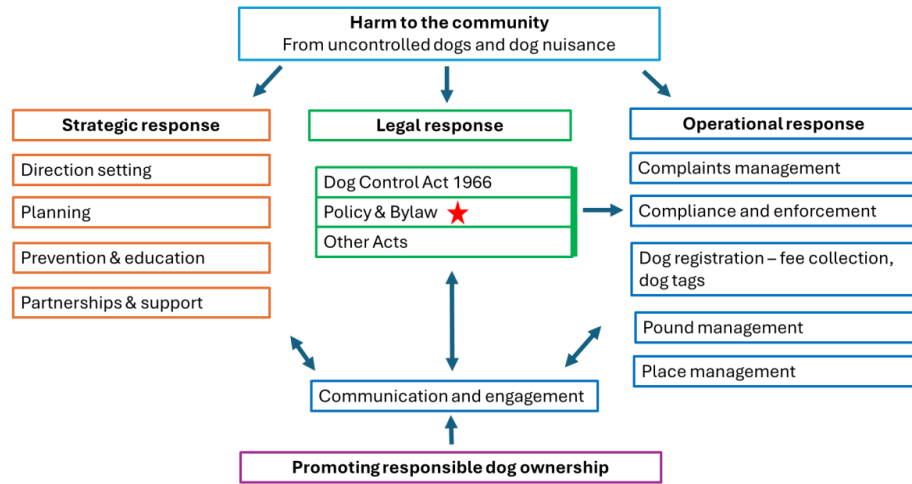 Harm to the community
From uncontrolled dogs and dog nuisance
Strategic response
Direction setting
Planning
Prevention & education
Partnerships & support
Legal response
Dog Control Act 1966
Policy & Bylaw
Other Acts
Operational response
Complaints management
Compliance and enforcement
Dog registration – fee collection,
dog tags
Pound management
Place management
Communication and engagement
Promoting responsible dog ownership